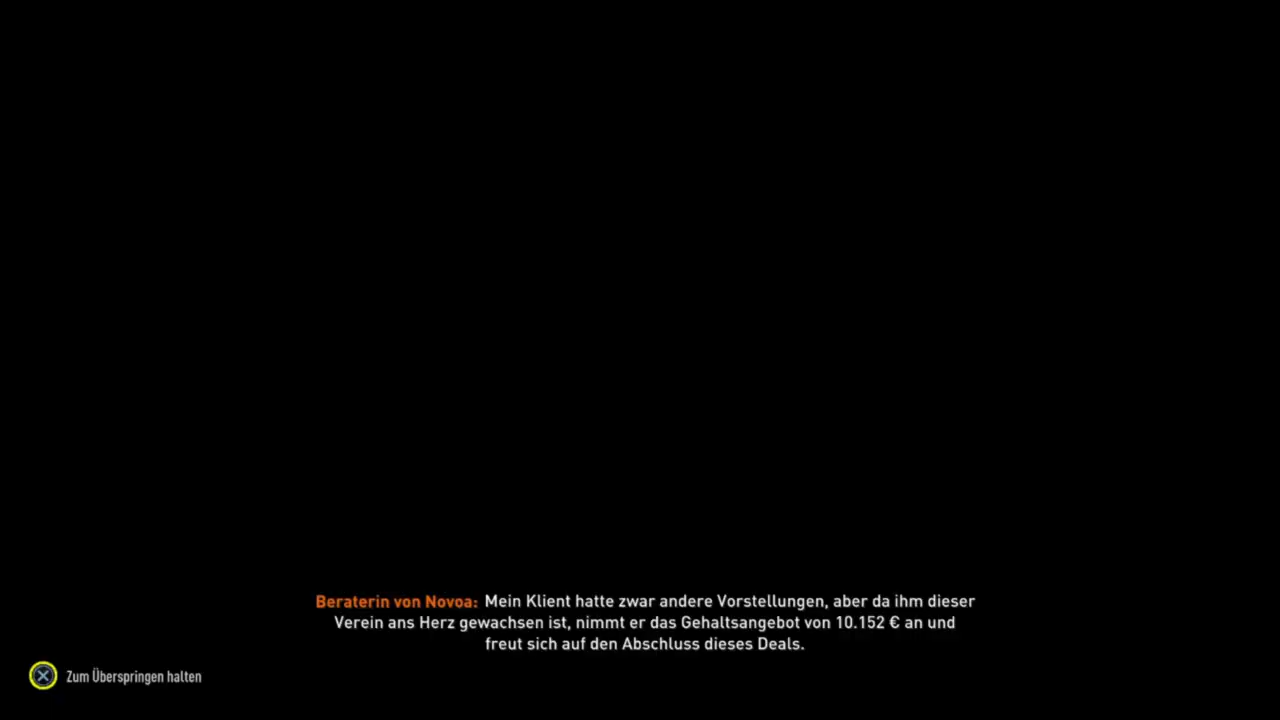 Beraterin von Novoa: Mein Klient hatte zwar andere Vorstellungen, aber da ihm dieser
Verein ans Herz gewachsen ist, nimmt er das Gehaltsangebot von 10.152 € an und
freut sich auf den Abschluss dieses Deals.
Zum Überspringen halten